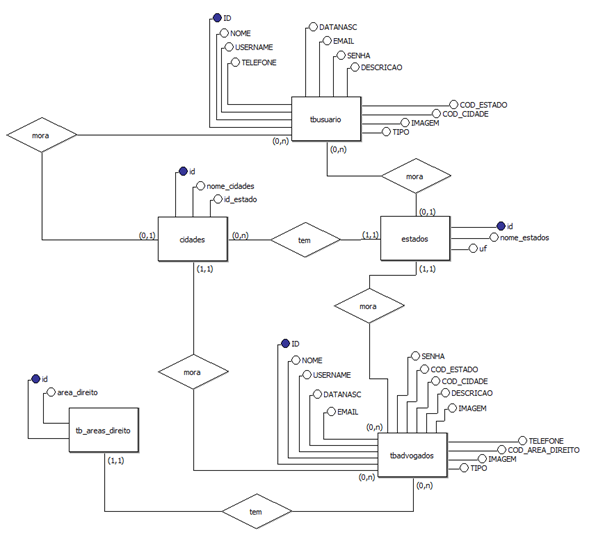 ID
NOME
USERNAME
TELEFONE
DATANASC
EMAIL
SENHA
DESCRICAO
tbusuario
COD_ESTADO
COD_CIDADE
IMAGEM
TIPO
(0,n)
(0,n)
mora
mora
id
nome_cidades
id_estado
cidades
(0,1)
(0,n)
(1,1)
tem
(1,1)
(0,1)
estados
(1,1)
id
nome_estados
uf
mora
mora
ID
NOME
USERNAME
DATANASC
EMAIL
SENHA
COD_ESTADO
COD_CIDADE
DESCRICAO
IMAGEM
tbadvogados
(0,n)
(0,n)
(0,n)
TELEFONE
COD_AREA_DIREITO
IMAGEM
TIPO
id
area_direito
tb_areas_direito
(1,1)
tem